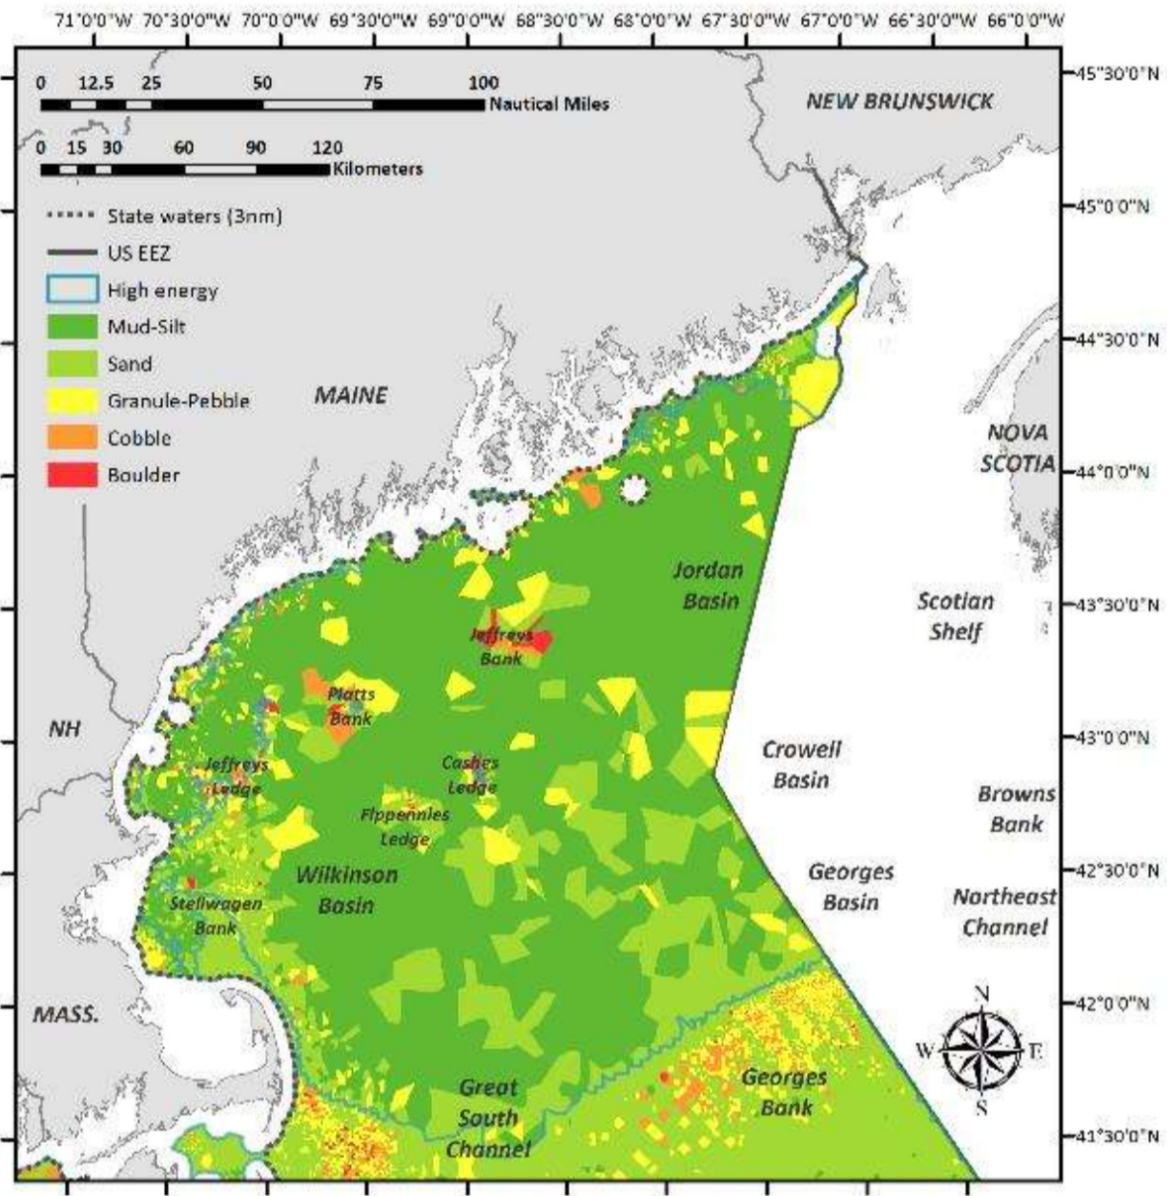 71°0'0"W 70°30'0"W 70°0'0"W 69°30'0"W 69°0'0"W 68°30'0"W 68°0'0"W 67°30'0"W 67°0'0"W 66°30'0"W 66°0'0"W
0 12.5 25 50 75 100
Nautical Miles
0 15 30 60 90 120
Kilometers
State waters (3nm)
US EEZ
High energy
Mud-Silt
Sand
Granule-Pebble
Cobble
Boulder
NEW BRUNSWICK
45°30'0"N
45°0'0"N
44°30'0"N
MAINE
NOVA
SCOTIA
44°0'0"N
Jordan
Basin
Scotian
Shelf
43°30'0"N
Jeffreys
Bank
Platts
Bank
NH
43°0'0"N
Crowell
Basin
Jeffreys
Ledge
Cashes
Ledge
Browns
Bank
Fippennies
Ledge
Wilkinson
Basin
Georges
Basin
42°30'0"N
Northeast
Channel
Stellwagen
Bank
MASS.
42°0'0"N
N
W E
S
Georges
Bank
Great
South
Channel
41°30'0"N